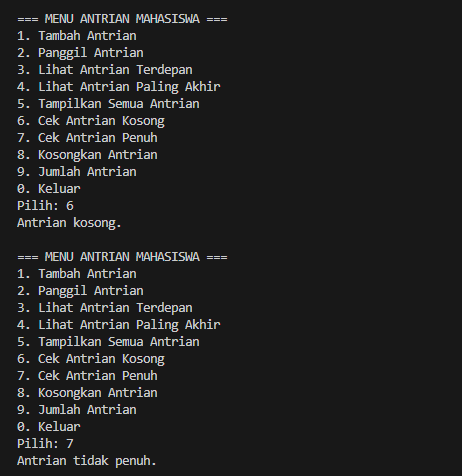 === MENU ANTRIAN MAHASISWA ===
1. Tambah Antrian
2. Panggil Antrian
3. Lihat Antrian Terdepan
4. Lihat Antrian Paling Akhir
5. Tampilkan Semua Antrian
6. Cek Antrian Kosong
7. Cek Antrian Penuh
8. Kosongkan Antrian
9. Jumlah Antrian
0. Keluar
Pilih: 6
Antrian kosong.

=== MENU ANTRIAN MAHASISWA ===
1. Tambah Antrian
2. Panggil Antrian
3. Lihat Antrian Terdepan
4. Lihat Antrian Paling Akhir
5. Tampilkan Semua Antrian
6. Cek Antrian Kosong
7. Cek Antrian Penuh
8. Kosongkan Antrian
9. Jumlah Antrian
0. Keluar
Pilih: 7
Antrian tidak penuh.